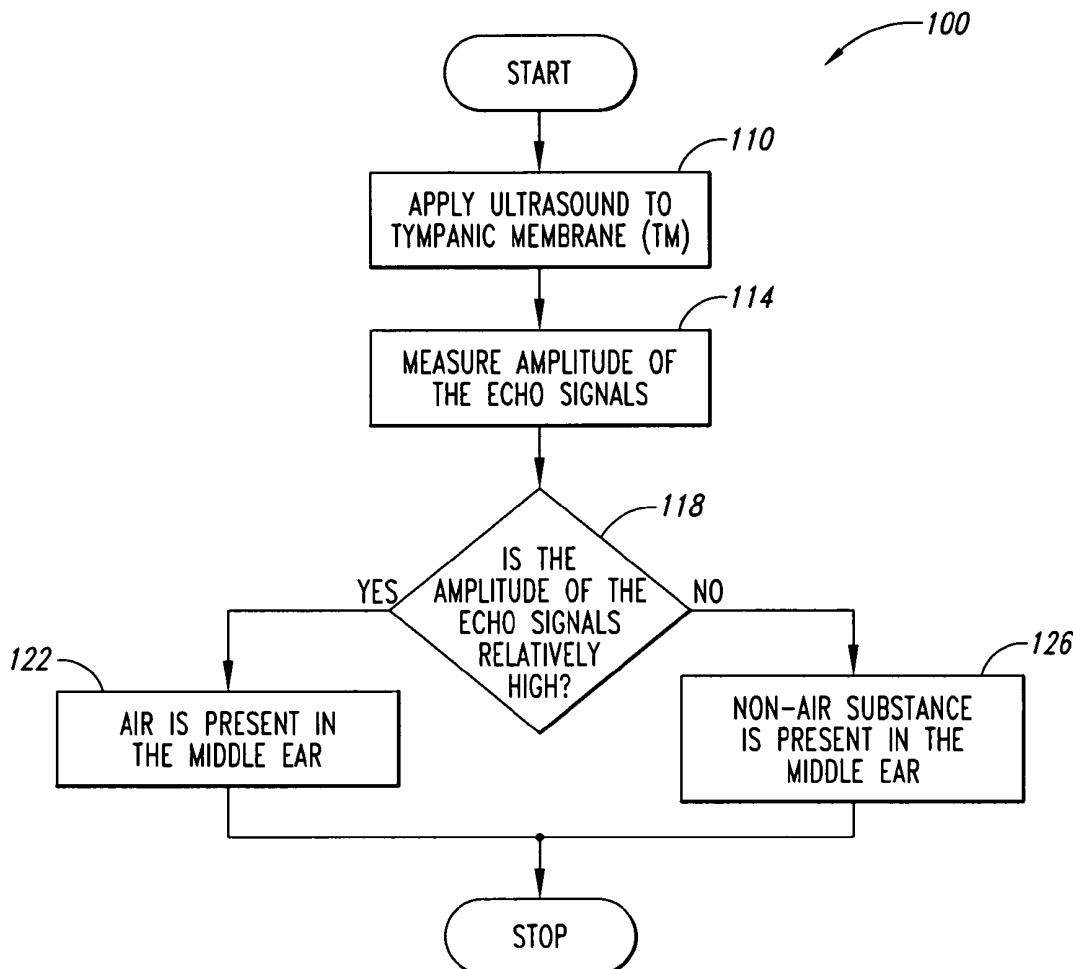 100
START
110
APPLY ULTRASOUND TO
TYMPANIC MEMBRANE (TM)
114
MEASURE AMPLITUDE OF
THE ECHO SIGNALS
118
IS THE
AMPLITUDE OF THE
ECHO SIGNALS
RELATIVELY
HIGH?
YES
NO
122
AIR IS PRESENT IN
THE MIDDLE EAR
126
NON-AIR SUBSTANCE
IS PRESENT IN THE
MIDDLE EAR
STOP